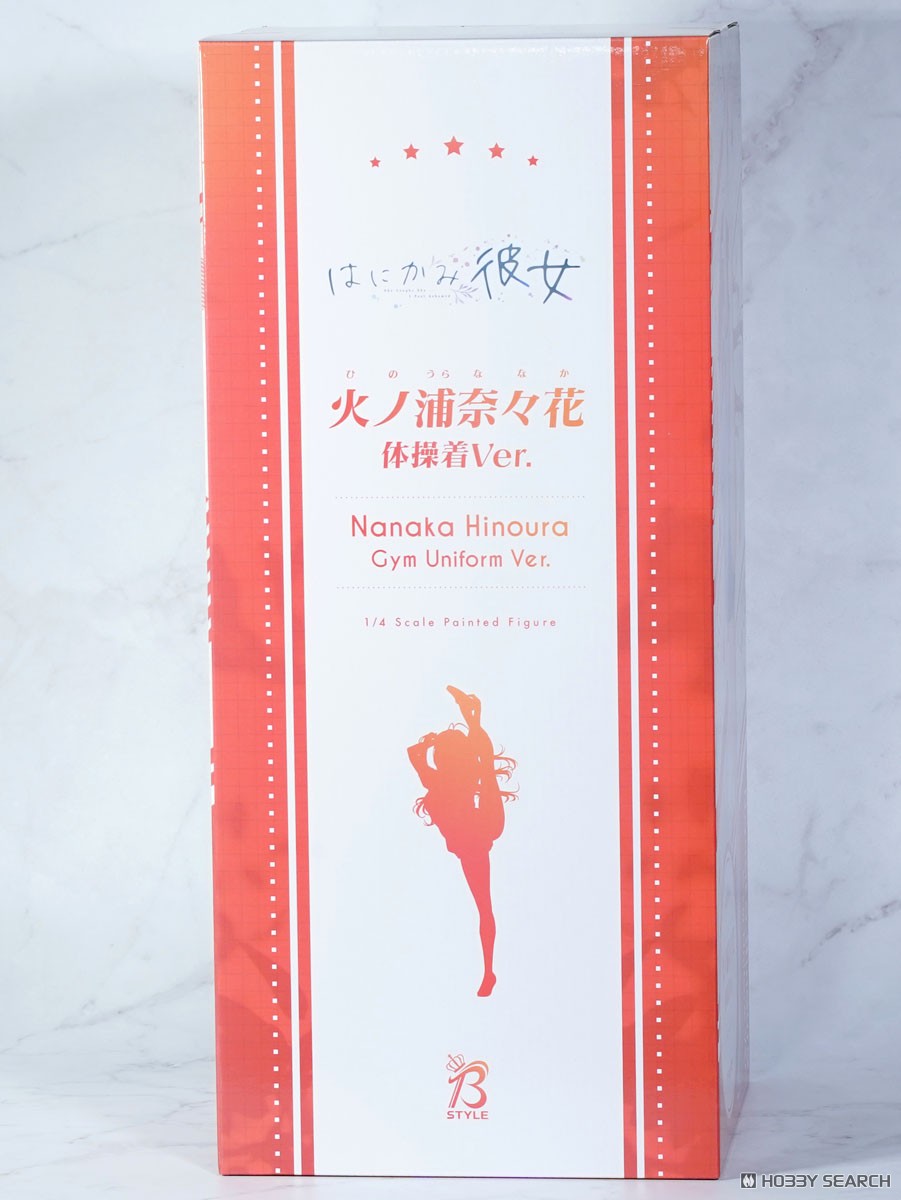 はにかみ彼女
ひのうらななか
火ノ浦奈々花
体操着Ver.
Nanaka Hinoura
Gym Uniform Ver.
1/4 Scale Painted Figure
B
STYLE
HOBBY SEARCH